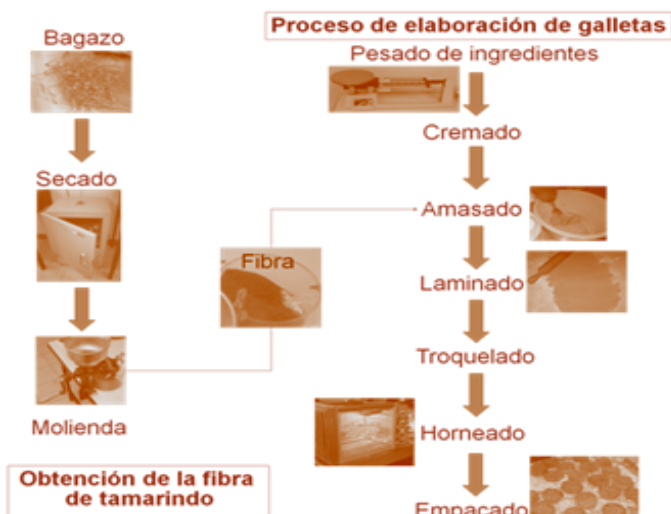 Proceso de elaboración de galletas
Bagazo
Pesado de ingredientes
Cremado
Secado
Amasado
Fibra
Laminado
Troquelado
Molienda
Horneado
Obtención de la fibra
de tamarindo
Empacado